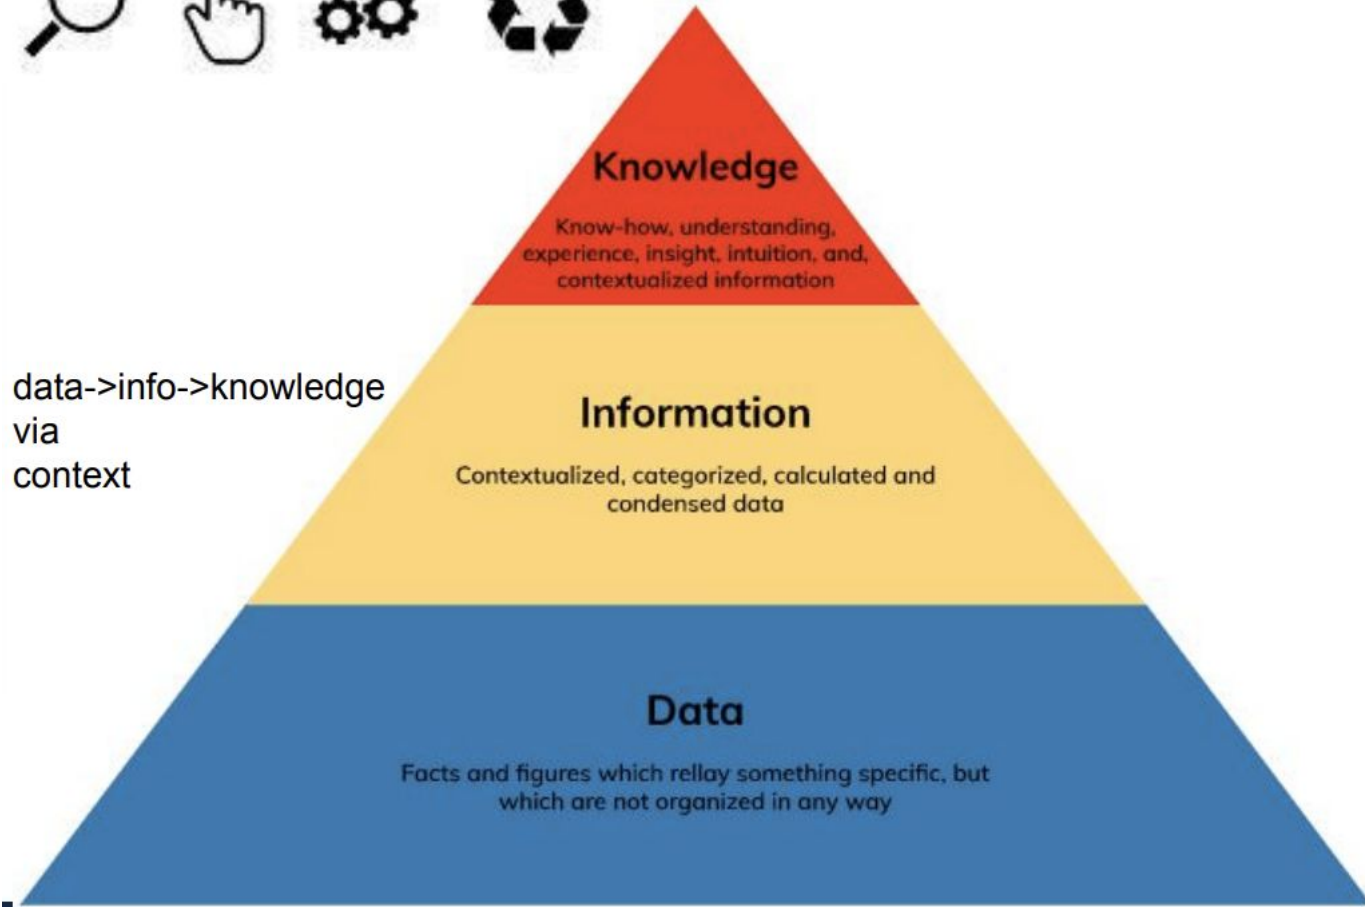 Knowledge
Know-how, understanding,
experience, insight, intuition, and,
contextualized information
data->info->knowledge
via
context
Information
Contextualized, categorized, calculated and
condensed data
Data
Facts and figures which rellay something specific, but
which are not organized in any way